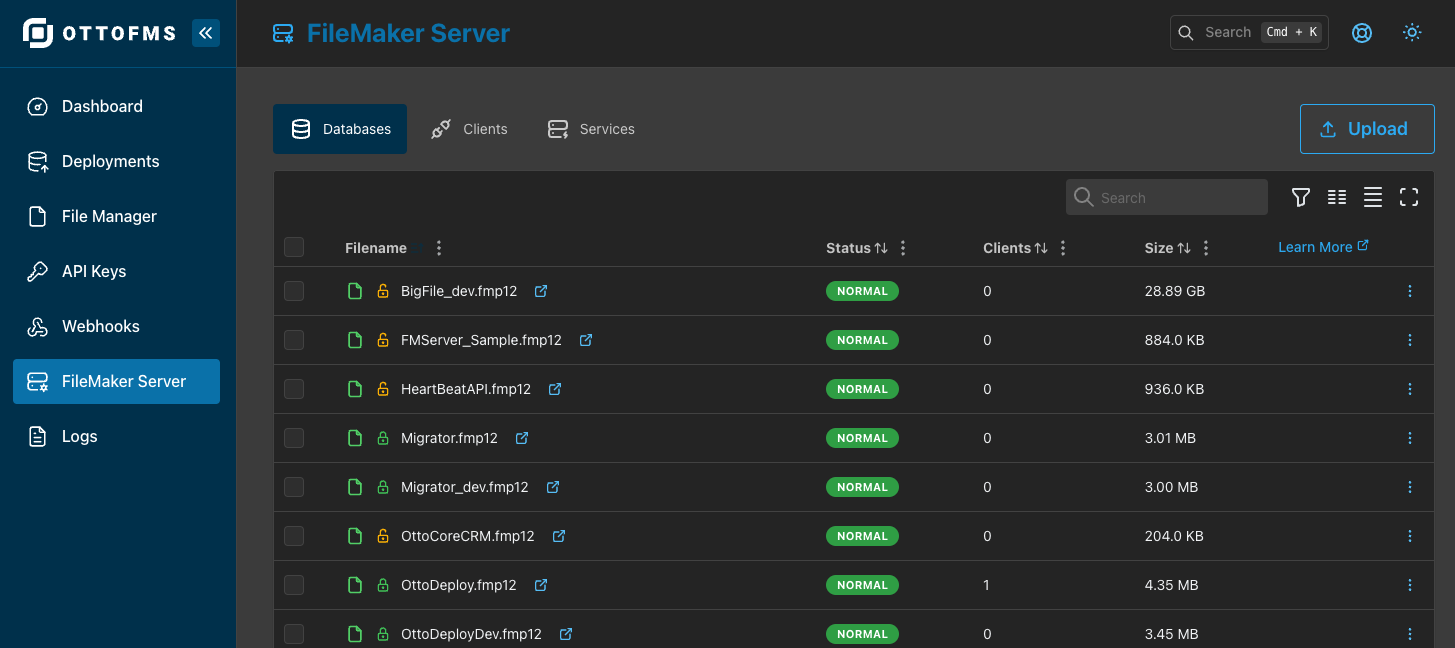 OTTOFMS
FileMaker Server
Search Cmd + K
Dashboard
Deployments
File Manager
API Keys
Webhooks
FileMaker Server
Logs
Databases Clients Services
Upload
Search
Filename Status Clients Size Learn More
BigFile_dev.fmp12 NORMAL 0 28.89 GB
FMServer_Sample.fmp12 NORMAL 0 884.0 KB
HeartBeatAPI.fmp12 NORMAL 0 936.0 KB
Migrator.fmp12 NORMAL 0 3.01 MB
Migrator_dev.fmp12 NORMAL 0 3.00 MB
OttoCoreCRM.fmp12 NORMAL 0 204.0 KB
OttoDeploy.fmp12 NORMAL 1 4.35 MB
OttoDeployDev.fmp12 NORMAL 0 3.45 MB